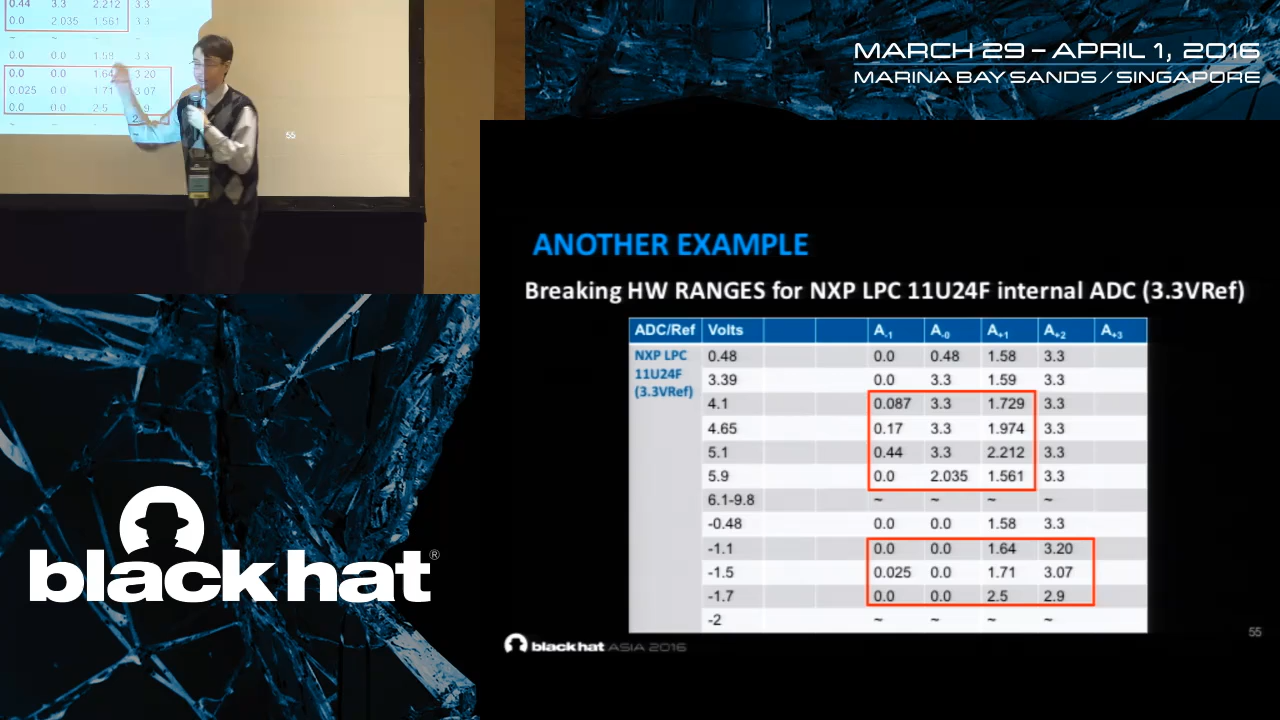 0.44 3.3 2.212 3.3
0.0 2.035 1.561 3.3
~ ~ ~ ~
0.0 0.0 1.58 3.3
0.0 0.0 1.64 3.20
0.025 0.0 1.71 3.07
0.0 0.0 2.5
55
MARCH 29 – APRIL 1, 2016
MARINA BAY SANDS / SINGAPORE
ANOTHER EXAMPLE
Breaking HW RANGES for NXP LPC 11U24F internal ADC (3.3VRef)
ADC/Ref Volts A-1 A-0 A+1 A+2 A+3
NXP LPC 11U24F (3.3VRef) 0.48 0.0 0.48 1.58 3.3
3.39 0.0 3.3 1.59 3.3
4.1 0.087 3.3 1.729 3.3
4.65 0.17 3.3 1.974 3.3
5.1 0.44 3.3 2.212 3.3
5.9 0.0 2.035 1.561 3.3
6.1-9.8 ~ ~ ~ ~
-0.48 0.0 0.0 1.58 3.3
-1.1 0.0 0.0 1.64 3.20
-1.5 0.025 0.0 1.71 3.07
-1.7 0.0 0.0 2.5 2.9
-2 ~ ~ ~ ~
55
black hat ASIA 2016
black hat®